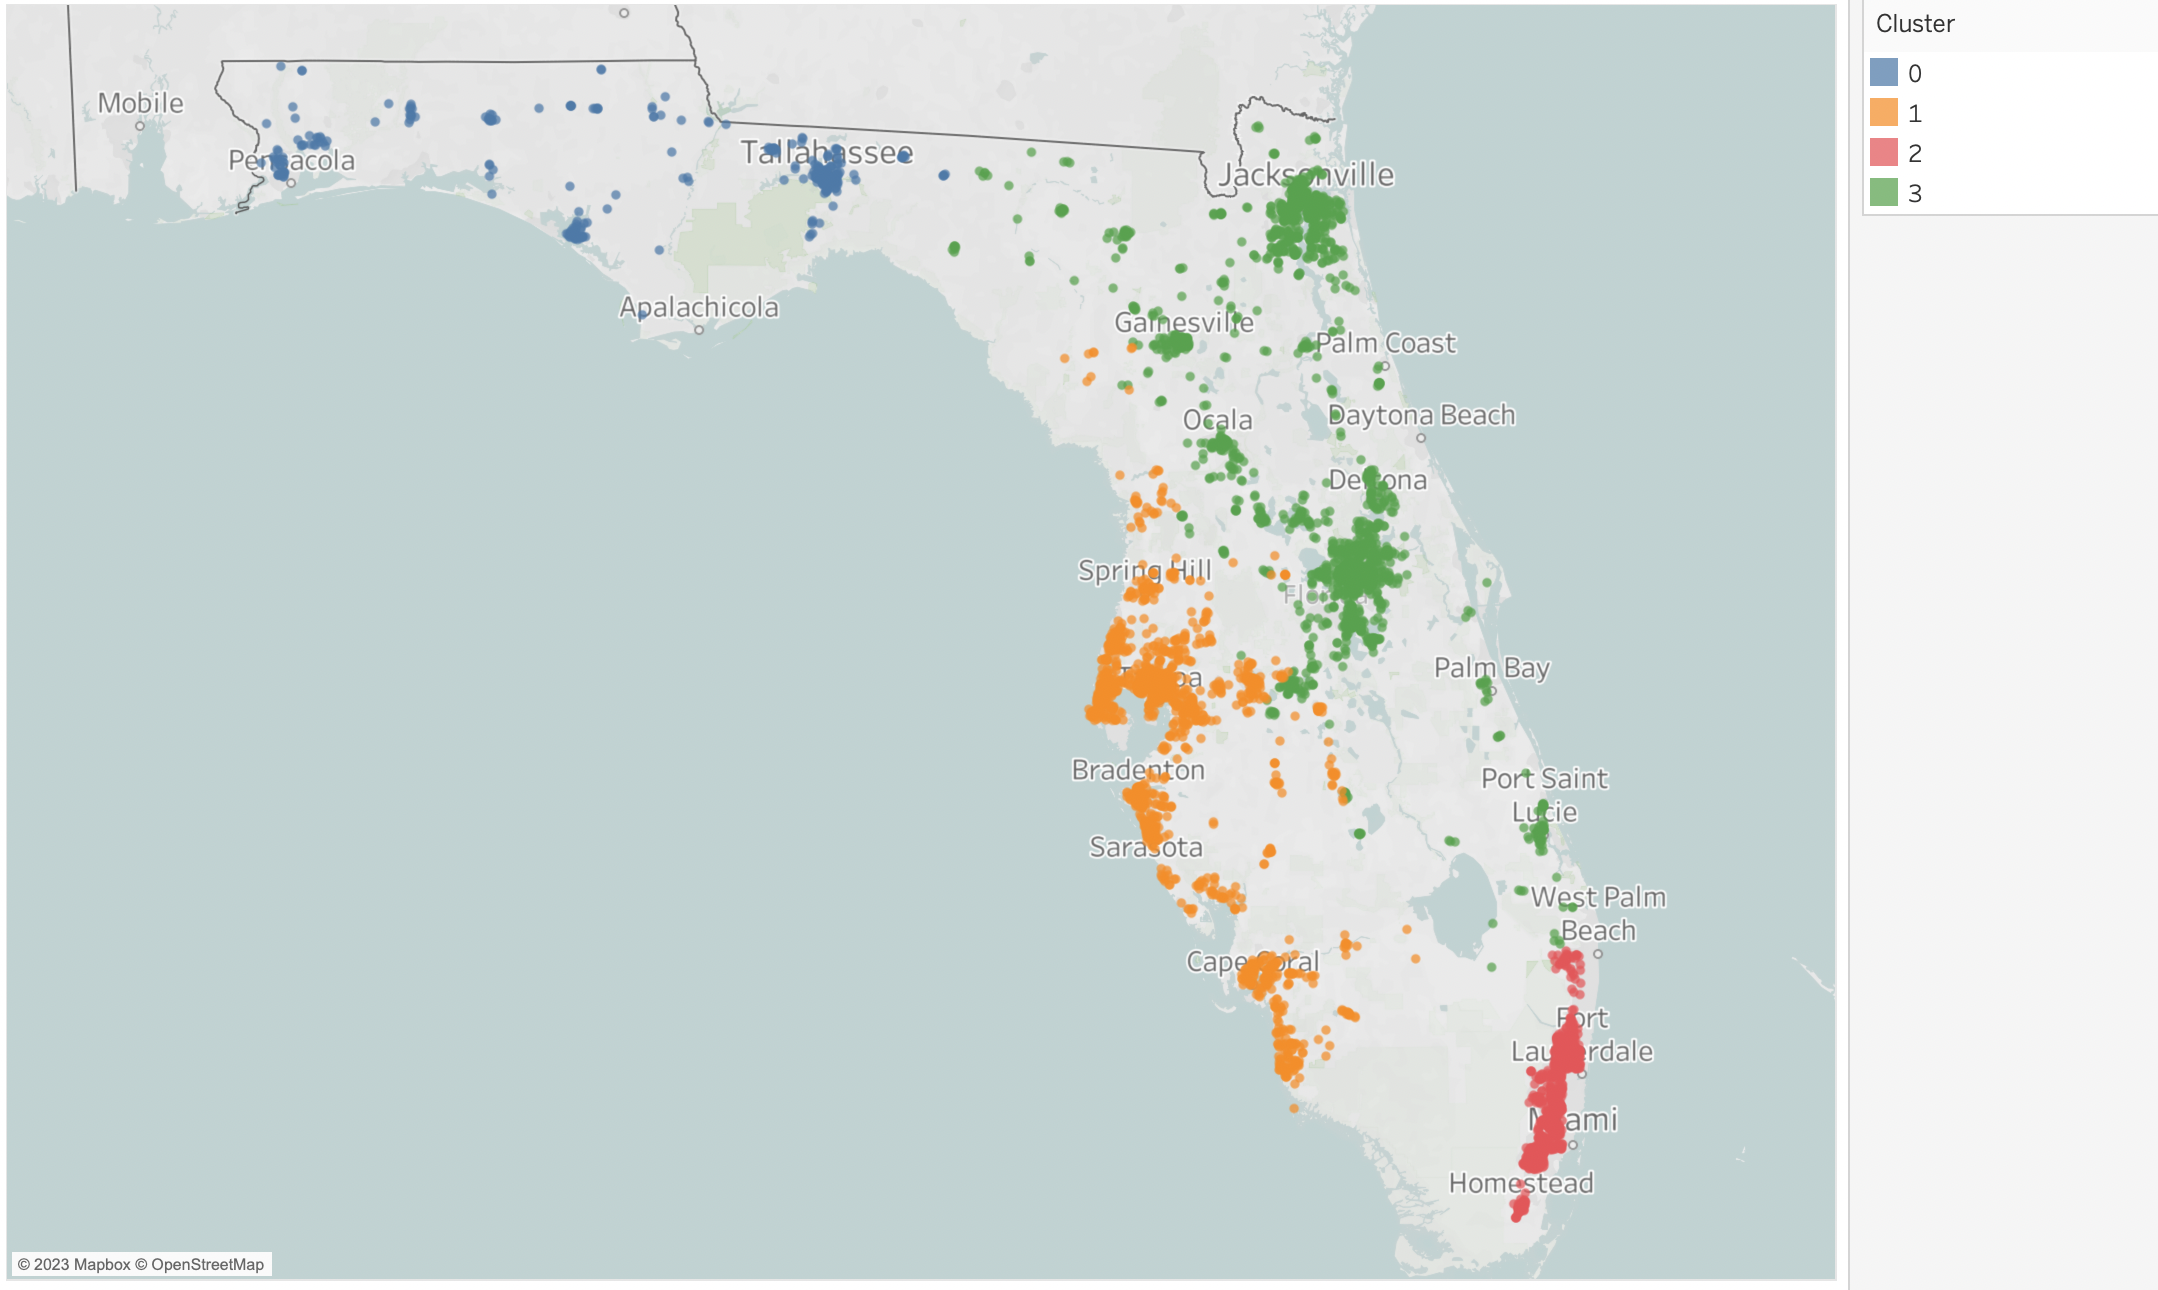 Cluster
0
1
2
3
Mobile
Pensacola
Tallahassee
Jacksonville
Apalachicola
Gainesville
Palm Coast
Ocala
Daytona Beach
Deltona
Spring Hill
Florida
Tampa
Palm Bay
Bradenton
Port Saint
Lucie
Sarasota
West Palm
Beach
Cape Coral
Fort
Lauderdale
Miami
Homestead
© 2023 Mapbox © OpenStreetMap